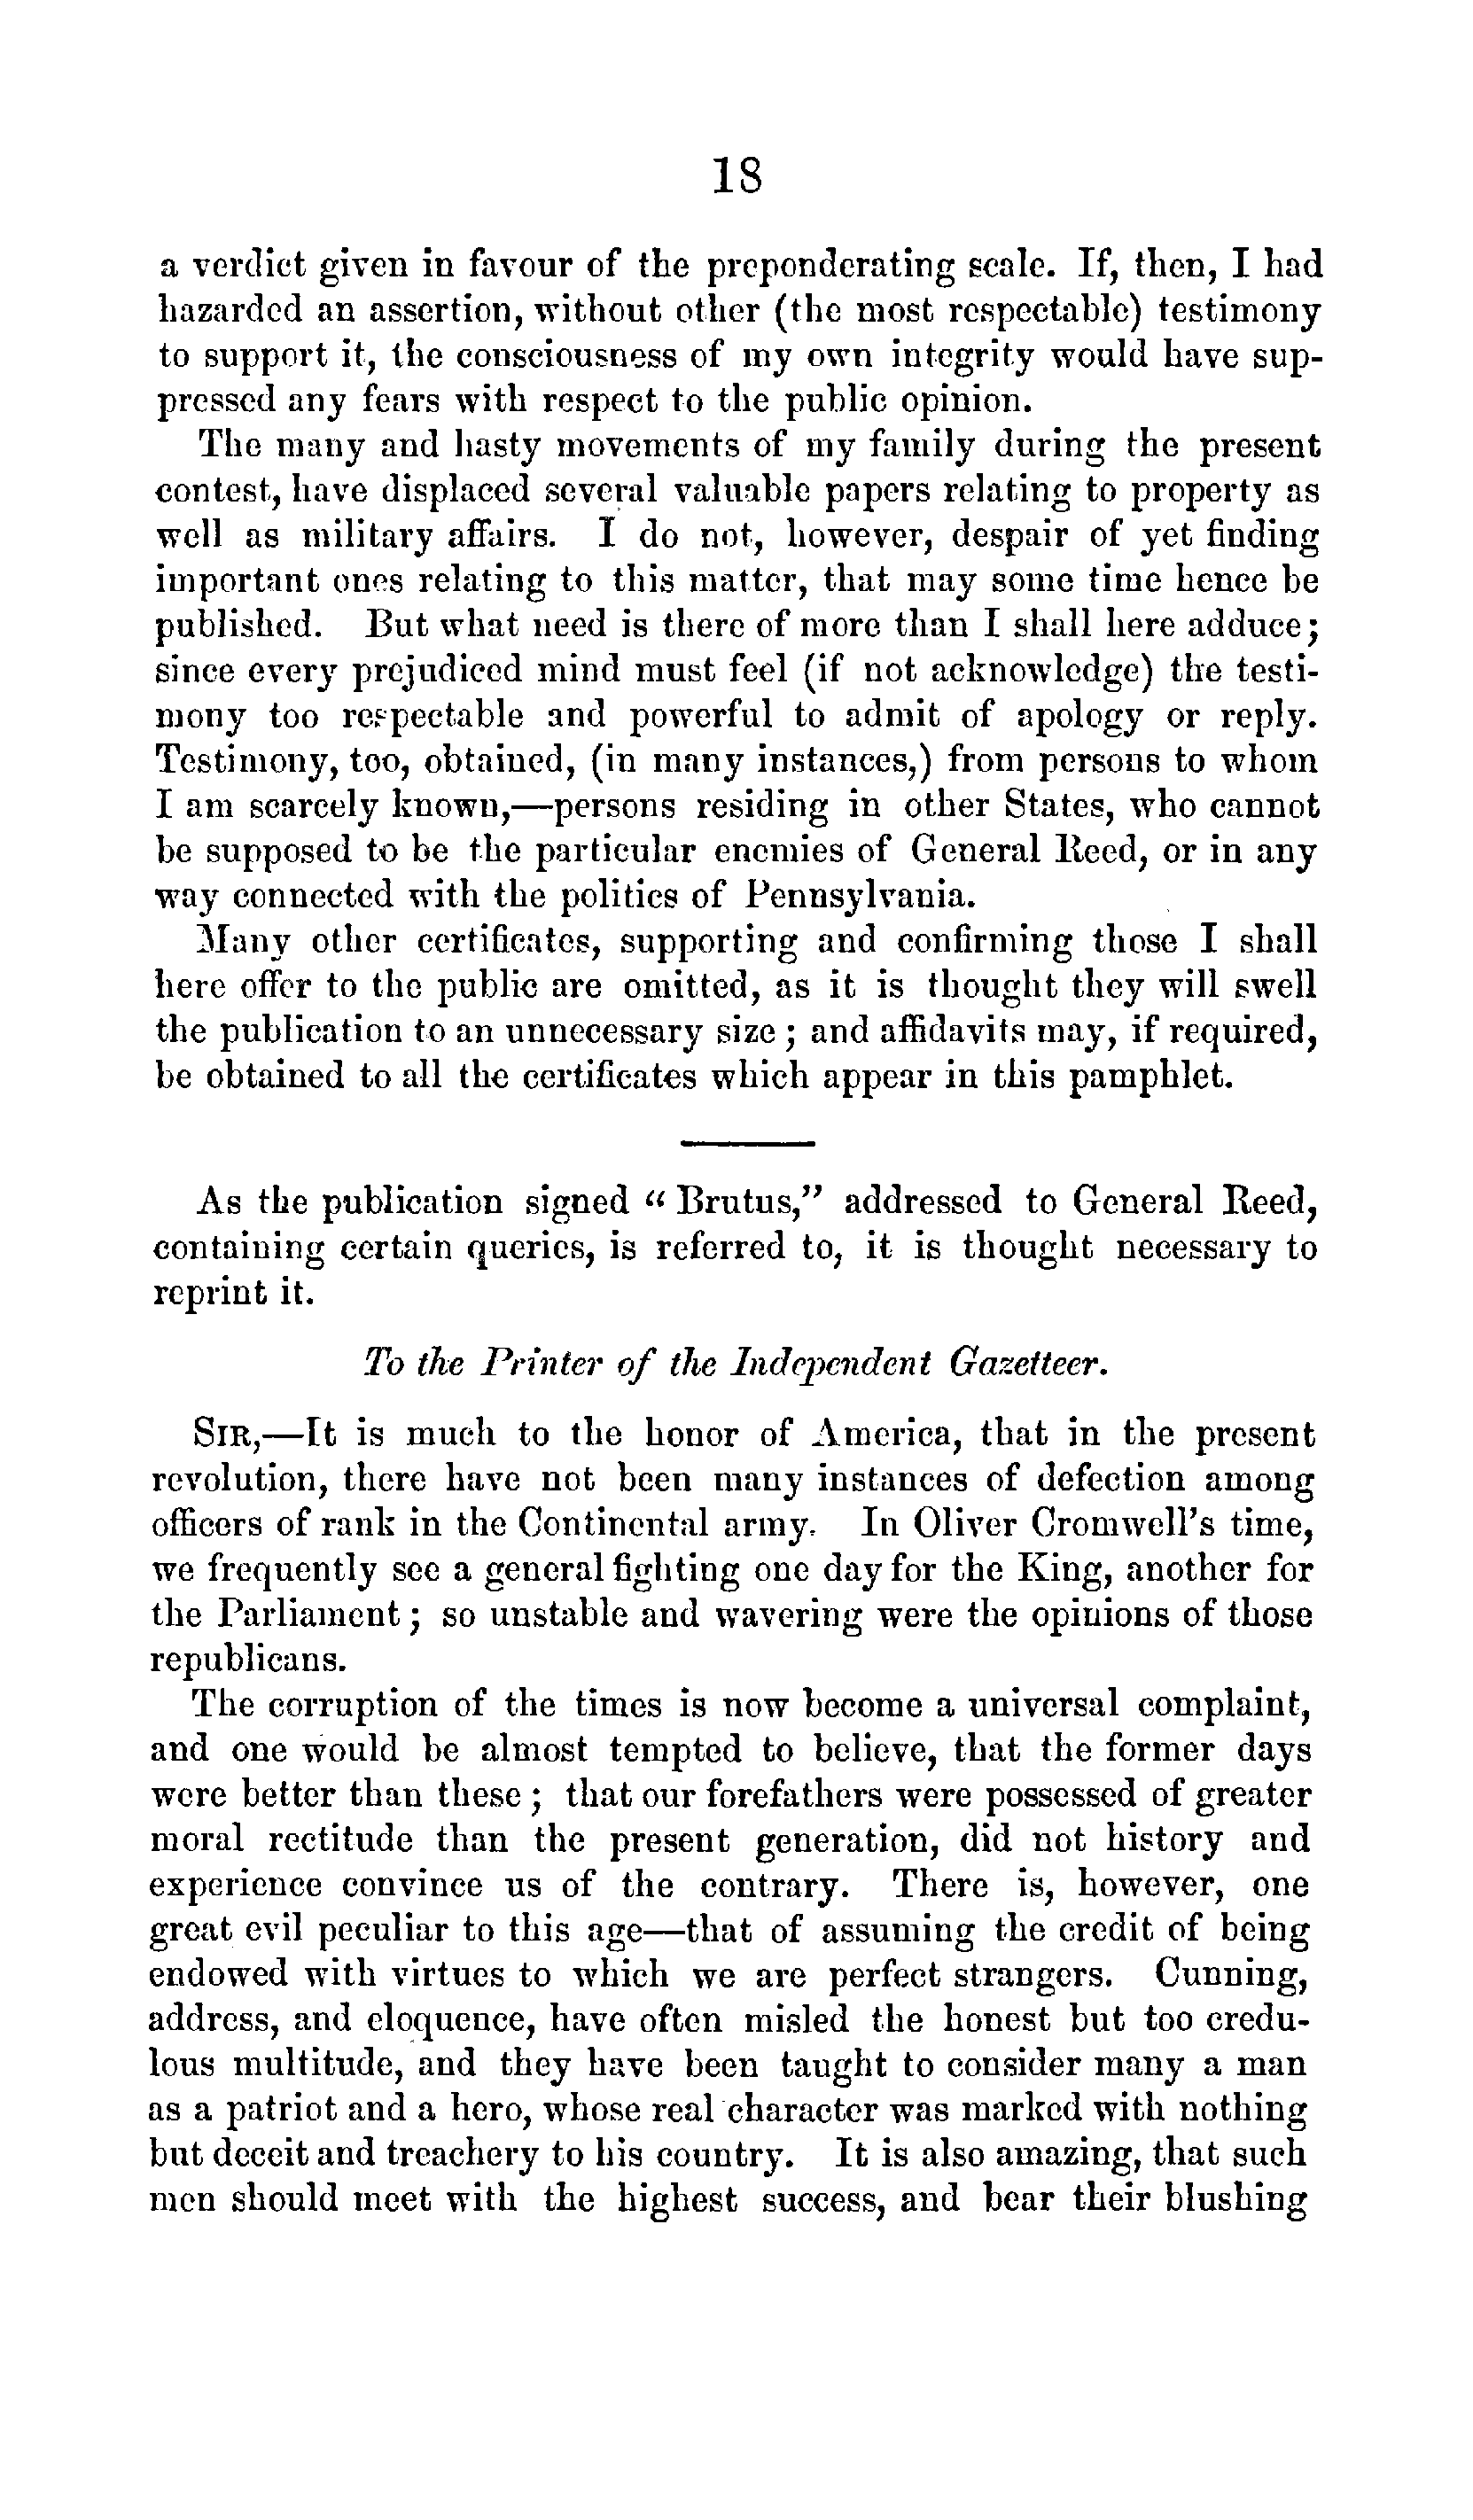 18
a verdict given in favour of the preponderating scale. If, then, I had
hazarded an assertion, without other (the most respectable) testimony
to support it, the consciousness of my own integrity would have sup-
pressed any fears with respect to the public opinion.
The many and hasty movements of my family during the present
contest, have displaced several valuable papers relating to property as
well as military affairs. I do not, however, despair of yet finding
important ones relating to this matter, that may some time hence be
published. But what need is there of more than I shall here adduce;
since every prejudiced mind must feel (if not acknowledge) the testi-
mony too respectable and powerful to admit of apology or reply.
Testimony, too, obtained, (in many instances,) from persons to whom
I am scarcely known,—persons residing in other States, who cannot
be supposed to be the particular enemies of General Reed, or in any
way connected with the politics of Pennsylvania.
Many other certificates, supporting and confirming those I shall
here offer to the public are omitted, as it is thought they will swell
the publication to an unnecessary size; and affidavits may, if required,
be obtained to all the certificates which appear in this pamphlet.
As the publication signed "Brutus," addressed to General Reed,
containing certain queries, is referred to, it is thought necessary to
reprint it.
To the Printer of the Independent Gazetteer.
SIR,—It is much to the honor of America, that in the present
revolution, there have not been many instances of defection among
officers of rank in the Continental army. In Oliver Cromwell's time,
we frequently see a general fighting one day for the King, another for
the Parliament; so unstable and wavering were the opinions of those
republicans.
The corruption of the times is now become a universal complaint,
and one would be almost tempted to believe, that the former days
were better than these; that our forefathers were possessed of greater
moral rectitude than the present generation, did not history and
experience convince us of the contrary. There is, however, one
great evil peculiar to this age—that of assuming the credit of being
endowed with virtues to which we are perfect strangers. Cunning,
address, and eloquence, have often misled the honest but too credu-
lous multitude, and they have been taught to consider many a man
as a patriot and a hero, whose real character was marked with nothing
but deceit and treachery to his country. It is also amazing, that such
men should meet with the highest success, and bear their blushing